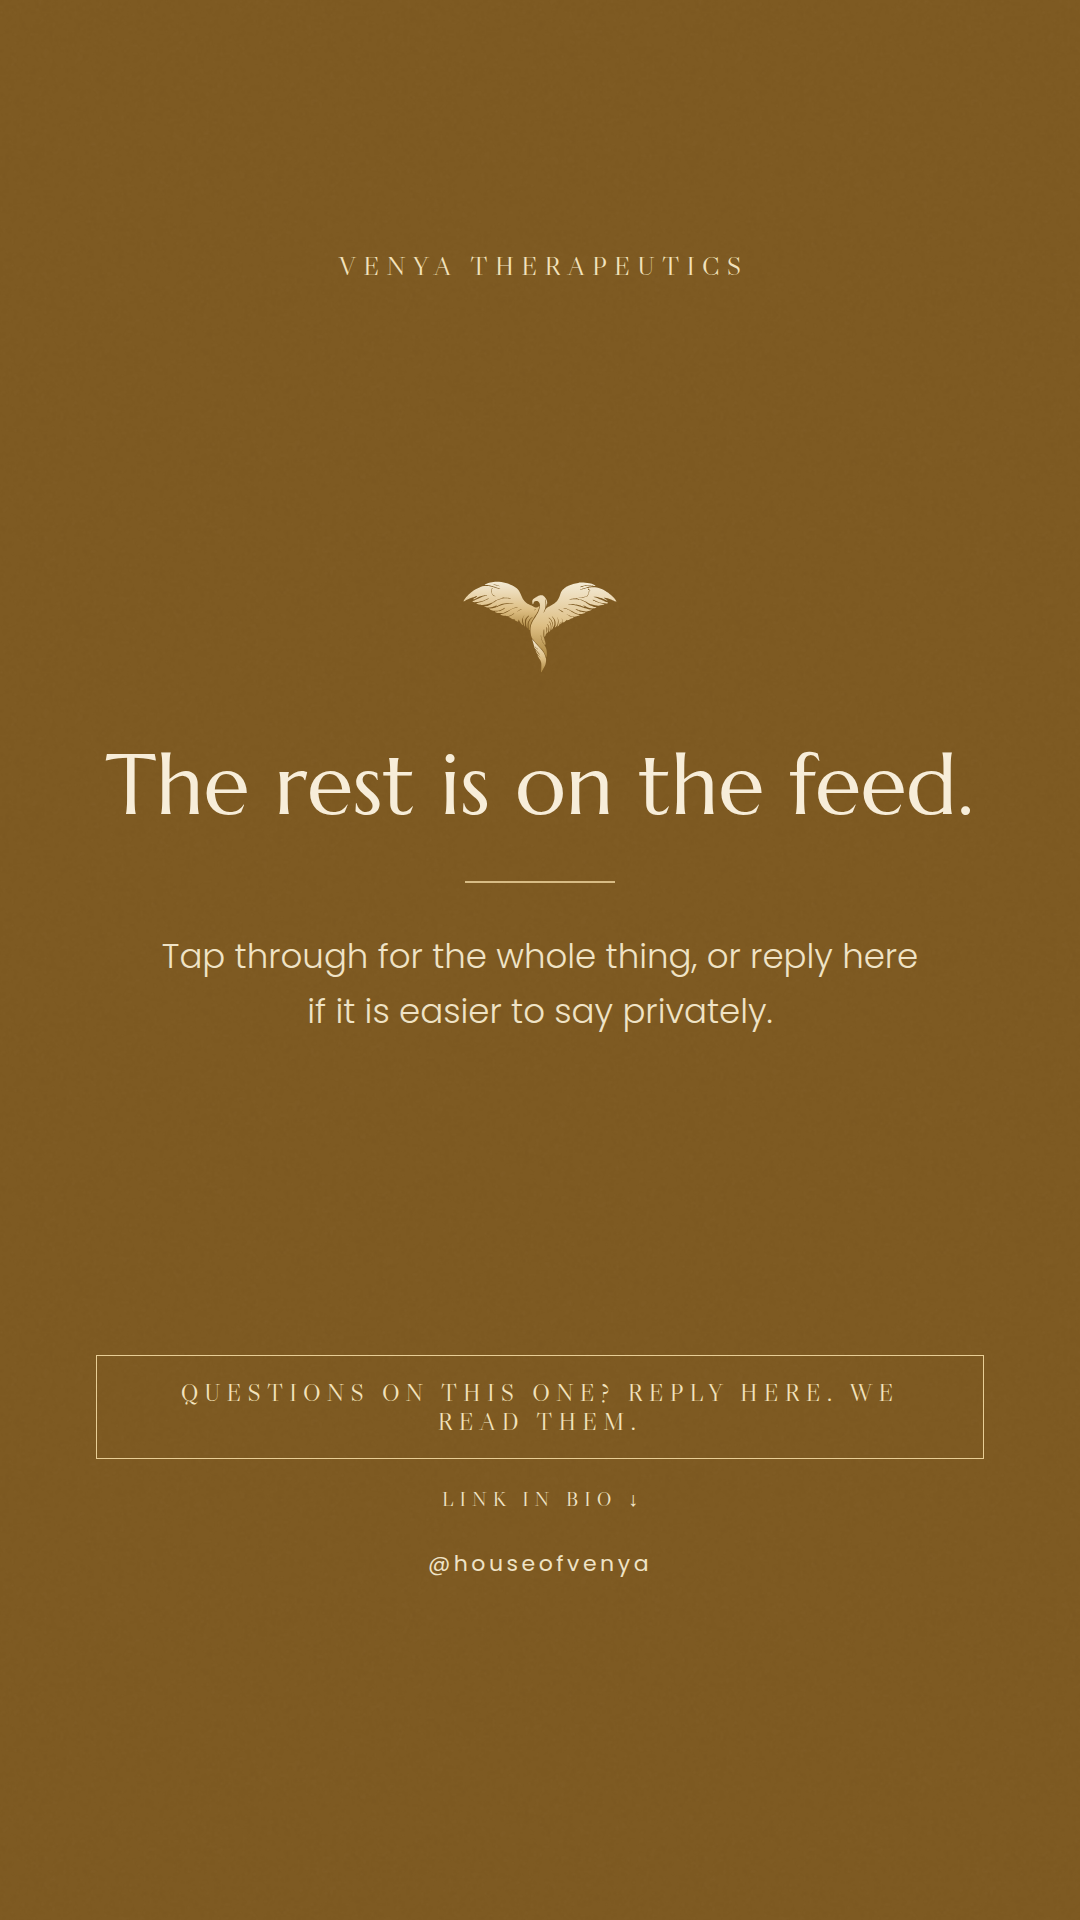 VENYA THERAPEUTICS
The rest is on the feed.
Tap through for the whole thing, or reply here
if it is easier to say privately.
QUESTIONS ON THIS ONE? REPLY HERE. WE
READ THEM.
LINK IN BIO ↓
@houseofvenya